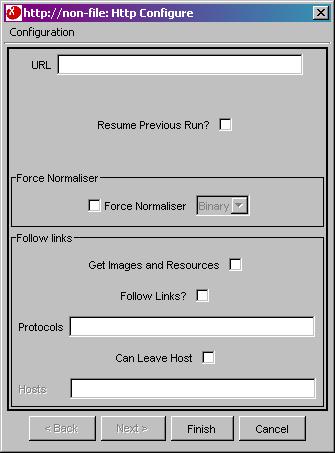 http://non-file: Http Configure
Configuration
URL
Resume Previous Run?
Force Normaliser
Force Normaliser Binary
Follow links
Get Images and Resources
Follow Links?
Protocols
Can Leave Host
Hosts
< Back Next > Finish Cancel